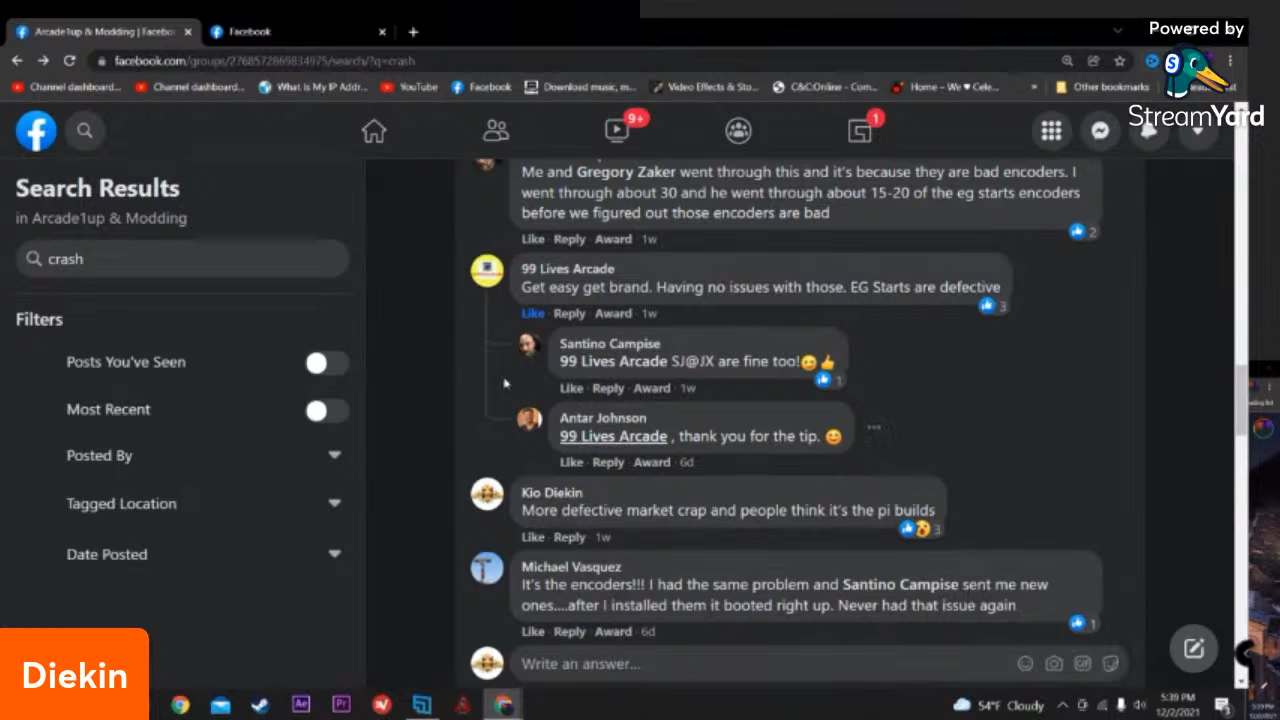 Arcade1up & Modding | Facebo
Facebook
Powered by
StreamYard
facebook.com/groups/2768572869834975/search/?q=crash
Channel dashboard...
Channel dashboard...
What Is My IP Addr...
YouTube
Facebook
Download music, m...
Video Effects & Sto...
C&C:Online - Com...
Home - We ♥ Cele...
»
Other bookmarks
9+
1
Search Results
in Arcade1up & Modding
crash
Filters
Posts You've Seen
Most Recent
Posted By
Tagged Location
Date Posted
Me and Gregory Zaker went through this and it's because they are bad encoders. I
went through about 30 and he went through about 15-20 of the eg starts encoders
before we figured out those encoders are bad
Like · Reply · Award · 1w
2
99 Lives Arcade
Get easy get brand. Having no issues with those. EG Starts are defective
Like · Reply · Award · 1w
3
Santino Campise
99 Lives Arcade SJ@JX are fine too!😉👍
Like · Reply · Award · 1w
1
Antar Johnson
99 Lives Arcade , thank you for the tip. 😊
Like · Reply · Award · 6d
Kio Diekin
More defective market crap and people think it's the pi builds
Like · Reply · 1w
3
Michael Vasquez
It's the encoders!!! I had the same problem and Santino Campise sent me new
ones....after I installed them it booted right up. Never had that issue again
Like · Reply · Award · 6d
1
Write an answer...
GIF
Diekin
Ae
Pr
54°F Cloudy
5:39 PM
12/2/2021